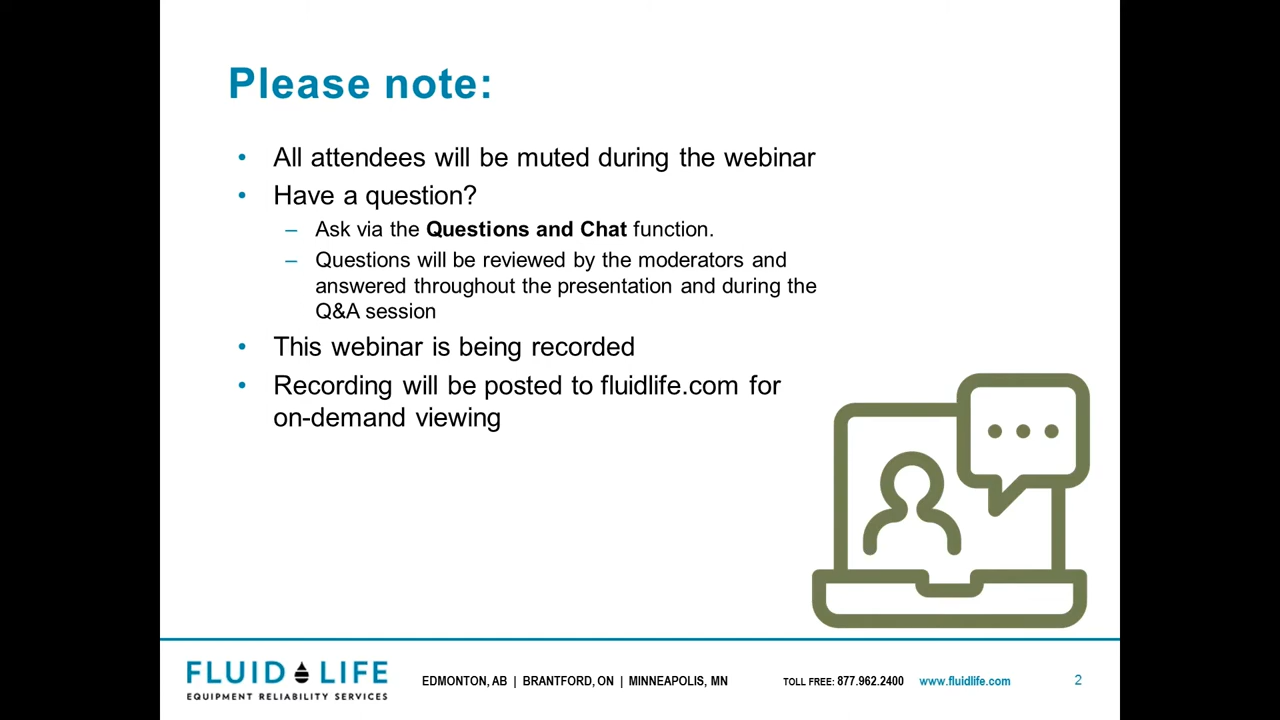 Please note:
• All attendees will be muted during the webinar
• Have a question?
– Ask via the Questions and Chat function.
– Questions will be reviewed by the moderators and
answered throughout the presentation and during the
Q&A session
• This webinar is being recorded
• Recording will be posted to fluidlife.com for
on-demand viewing
FLUID LIFE
EQUIPMENT RELIABILITY SERVICES
EDMONTON, AB | BRANTFORD, ON | MINNEAPOLIS, MN
TOLL FREE: 877.962.2400 www.fluidlife.com
2